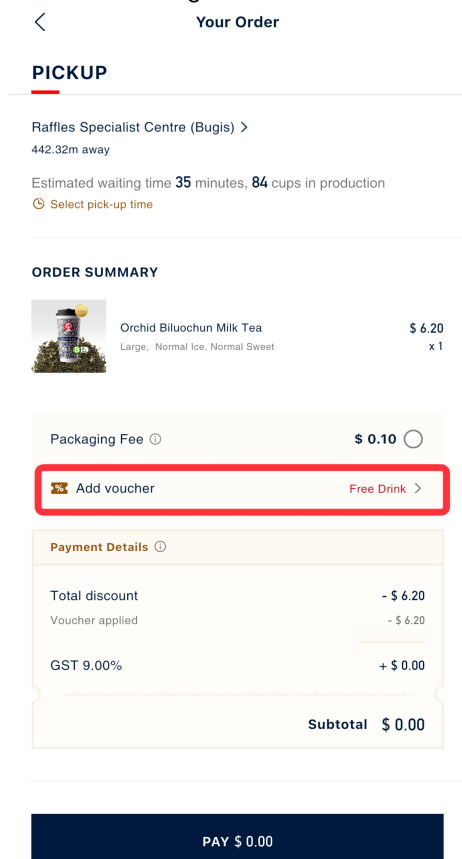 Your Order
PICKUP
Raffles Specialist Centre (Bugis) >
442.32m away
Estimated waiting time 35 minutes, 84 cups in production
Select pick-up time
ORDER SUMMARY
Orchid Biluochun Milk Tea $ 6.20
Large, Normal Ice, Normal Sweet x 1
Packaging Fee $ 0.10
% Add voucher Free Drink >
Payment Details
Total discount - $ 6.20
Voucher applied - $ 6.20
GST 9.00% + $ 0.00
Subtotal $ 0.00
PAY $ 0.00